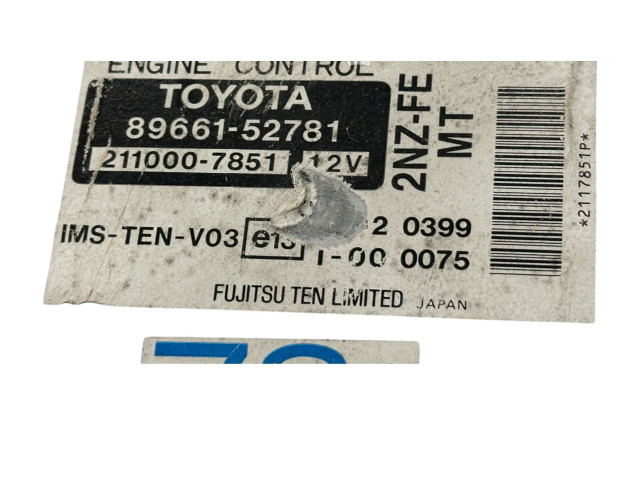 ENGINE CONTROL
TOYOTA
89661-52781
211000-7851 12V
2NZ-FE
MT
*2117851P*
IMS-TEN-V03 e13 2 0399
1-00 0075
FUJITSU TEN LIMITED JAPAN